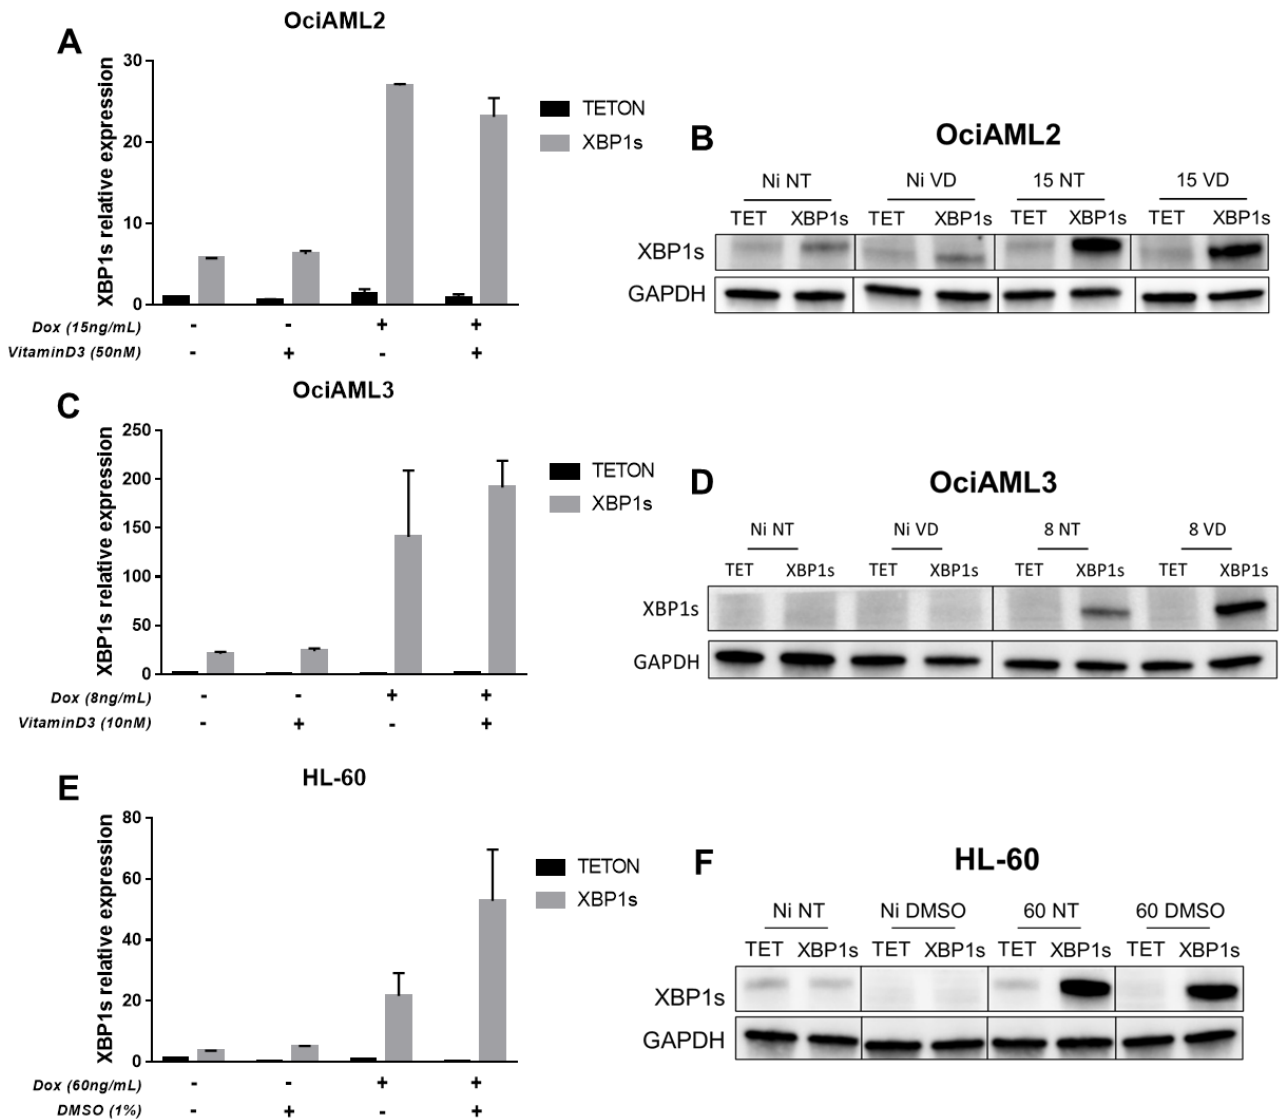 A
OciAML2
XBP1s relative expression
30
20
10
0
TETON
XBP1s
Dox (15ng/mL) - - + +
VitaminD3 (50nM) - + - +
B
OciAML2
Ni NT Ni VD 15 NT 15 VD
TET XBP1s TET XBP1s TET XBP1s TET XBP1s
XBP1s
GAPDH
C
OciAML3
XBP1s relative expression
250
200
150
100
50
0
TETON
XBP1s
Dox (8ng/mL) - - + +
VitaminD3 (10nM) - + - +
D
OciAML3
Ni NT Ni VD 8 NT 8 VD
TET XBP1s TET XBP1s TET XBP1s TET XBP1s
XBP1s
GAPDH
E
HL-60
XBP1s relative expression
80
60
40
20
0
TETON
XBP1s
Dox (60ng/mL) - - + +
DMSO (1%) - + - +
F
HL-60
Ni NT Ni DMSO 60 NT 60 DMSO
TET XBP1s TET XBP1s TET XBP1s TET XBP1s
XBP1s
GAPDH